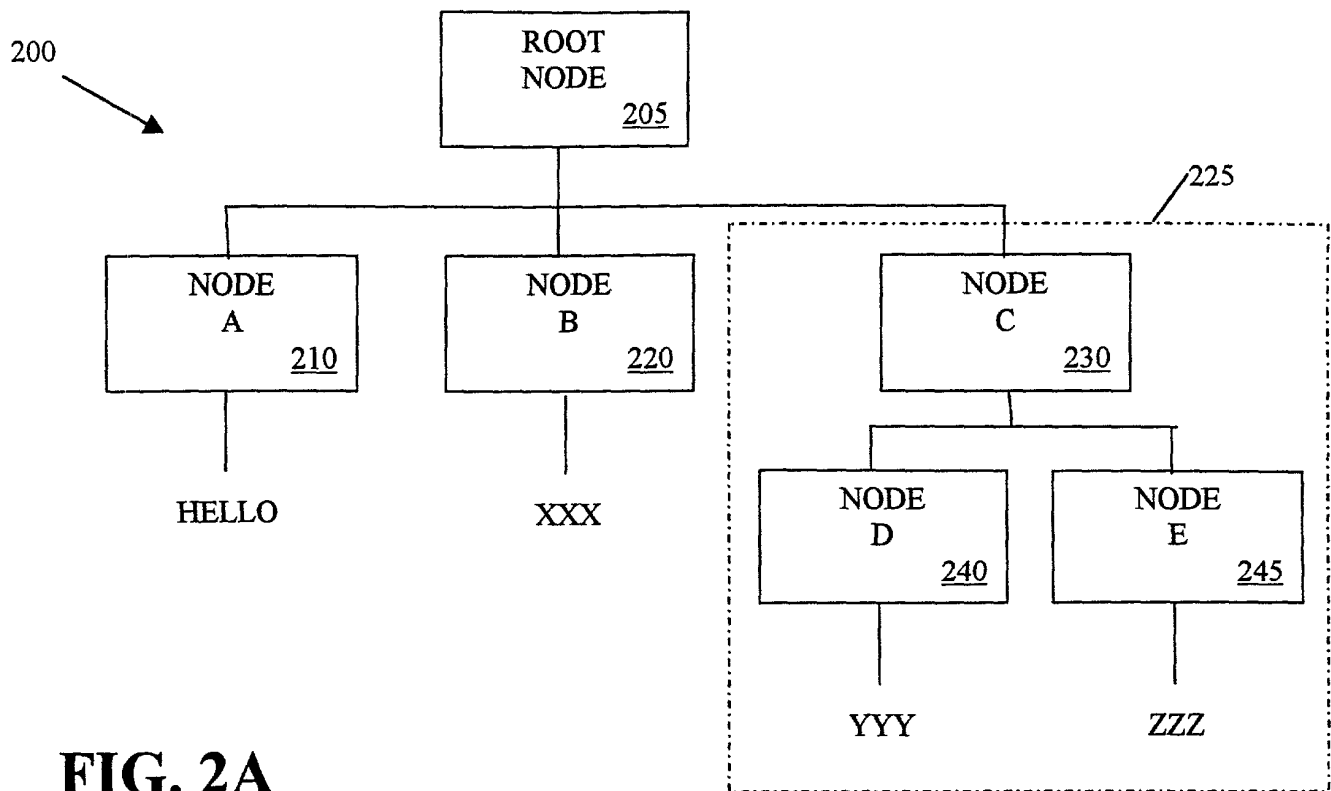 200
ROOT
NODE
205
225
NODE
A
210
NODE
B
220
NODE
C
230
HELLO
XXX
NODE
D
240
NODE
E
245
YYY
ZZZ
FIG. 2A